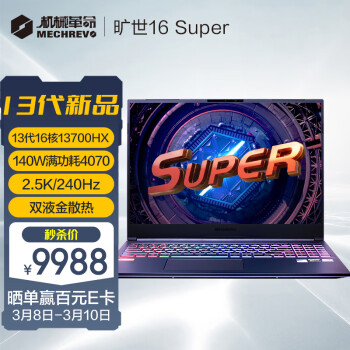 机械革命
MECHREVO
旷世16 Super
13代新品
13代16核13700HX
140W满功耗4070
2.5K/240Hz
双液金散热
秒杀价
¥9988
晒单赢百元E卡
3月8日-3月10日
SUPER